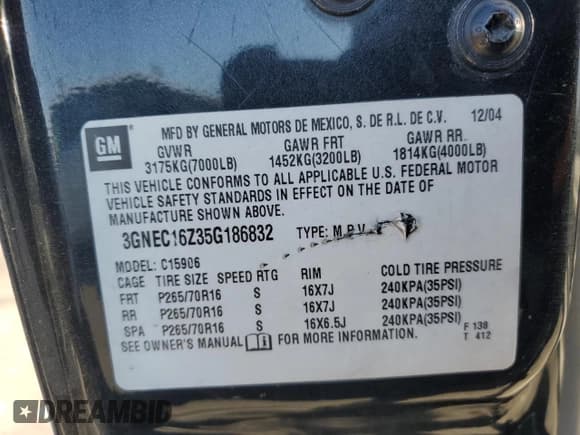 GM
MFD BY GENERAL MOTORS DE MEXICO, S. DE R.L. DE C.V. 12/04
GVWR GAWR FRT GAWR RR.
3175KG(7000LB) 1452KG(3200LB) 1814KG(4000LB)
THIS VEHICLE CONFORMS TO ALL APPLICABLE U.S. FEDERAL MOTOR
VEHICLE SAFETY STANDARDS IN EFFECT ON THE DATE OF
MANUFACTURE SHOWN ABOVE.
3GNEC16Z35G186832 TYPE: M.P.V.
MODEL: C15906
CAGE TIRE SIZE SPEED RTG RIM COLD TIRE PRESSURE
FRT P265/70R16 S 16X7J 240KPA(35PSI)
RR P265/70R16 S 16X7J 240KPA(35PSI)
SPA P265/70R16 S 16X6.5J 240KPA(35PSI) F 138
SEE OWNER'S MANUAL FOR MORE INFORMATION. T 412
DREAMBID